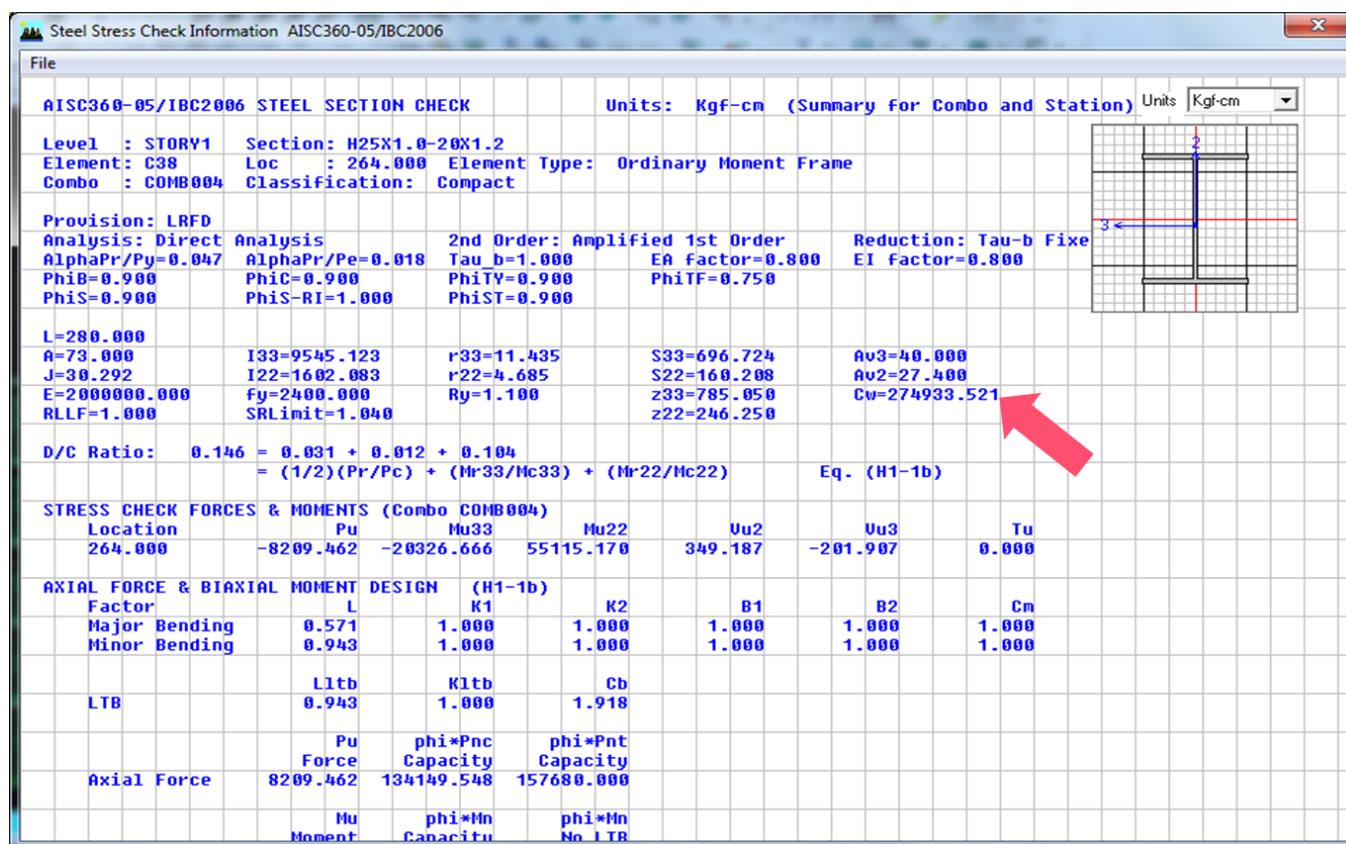 Steel Stress Check Information AISC360-05/IBC2006
File
AISC360-05/IBC2006 STEEL SECTION CHECK Units: Kgf-cm (Summary for Combo and Station) Units Kgf-cm
Level : STORY1 Section: H25X1.0-20X1.2
Element: C38 Loc : 264.000 Element Type: Ordinary Moment Frame
Combo : COMB004 Classification: Compact
2
3
Provision: LRFD
Analysis: Direct Analysis 2nd Order: Amplified 1st Order Reduction: Tau-b Fixe
AlphaPr/Py=0.047 AlphaPr/Pe=0.018 Tau_b=1.000 EA factor=0.800 EI factor=0.800
PhiB=0.900 PhiC=0.900 PhiTY=0.900 PhiTF=0.750
PhiS=0.900 PhiS-RI=1.000 PhiST=0.900
L=280.000
A=73.000 I33=9545.123 r33=11.435 S33=696.724 Av3=40.000
J=30.292 I22=1602.083 r22=4.685 S22=160.208 Av2=27.400
E=2000000.000 fy=2400.000 Ry=1.100 z33=785.050 Cw=274933.521
RLLF=1.000 SRLimit=1.040 z22=246.250
D/C Ratio: 0.146 = 0.031 + 0.012 + 0.104
= (1/2)(Pr/Pc) + (Mr33/Mc33) + (Mr22/Mc22) Eq. (H1-1b)
STRESS CHECK FORCES & MOMENTS (Combo COMB004)
Location Pu Mu33 Mu22 Vu2 Vu3 Tu
264.000 -8209.462 -20326.666 55115.170 349.187 -201.907 0.000
AXIAL FORCE & BIAXIAL MOMENT DESIGN (H1-1b)
Factor L K1 K2 B1 B2 Cm
Major Bending 0.571 1.000 1.000 1.000 1.000 1.000
Minor Bending 0.943 1.000 1.000 1.000 1.000 1.000
Lltb Kltb Cb
LTB 0.943 1.000 1.918
Pu phi*Pnc phi*Pnt
Force Capacity Capacity
Axial Force 8209.462 134149.548 157680.000
Mu phi*Mn phi*Mn
Moment Capacity No LTB